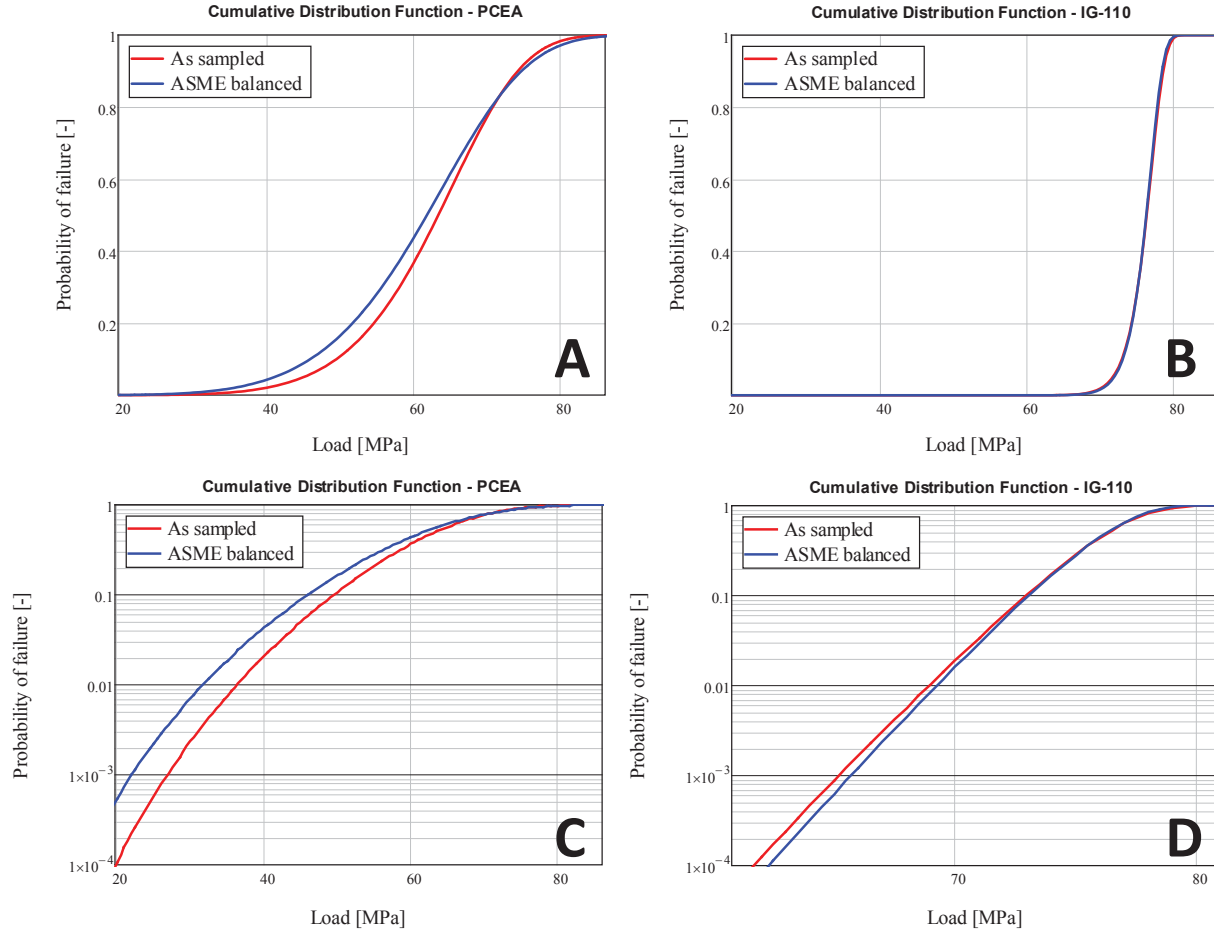 Cumulative Distribution Function - PCEA
1
As sampled
ASME balanced
0.8
0.6
0.4
0.2
Probability of failure [-]
A
20
40
60
80
Load [MPa]
Cumulative Distribution Function - IG-110
1
As sampled
ASME balanced
0.8
0.6
0.4
0.2
Probability of failure [-]
B
20
40
60
80
Load [MPa]
Cumulative Distribution Function - PCEA
1
As sampled
ASME balanced
0.1
0.01
1×10⁻³
1×10⁻⁴
Probability of failure [-]
C
20
40
60
80
Load [MPa]
Cumulative Distribution Function - IG-110
1
As sampled
ASME balanced
0.1
0.01
1×10⁻³
1×10⁻⁴
Probability of failure [-]
D
70
80
Load [MPa]